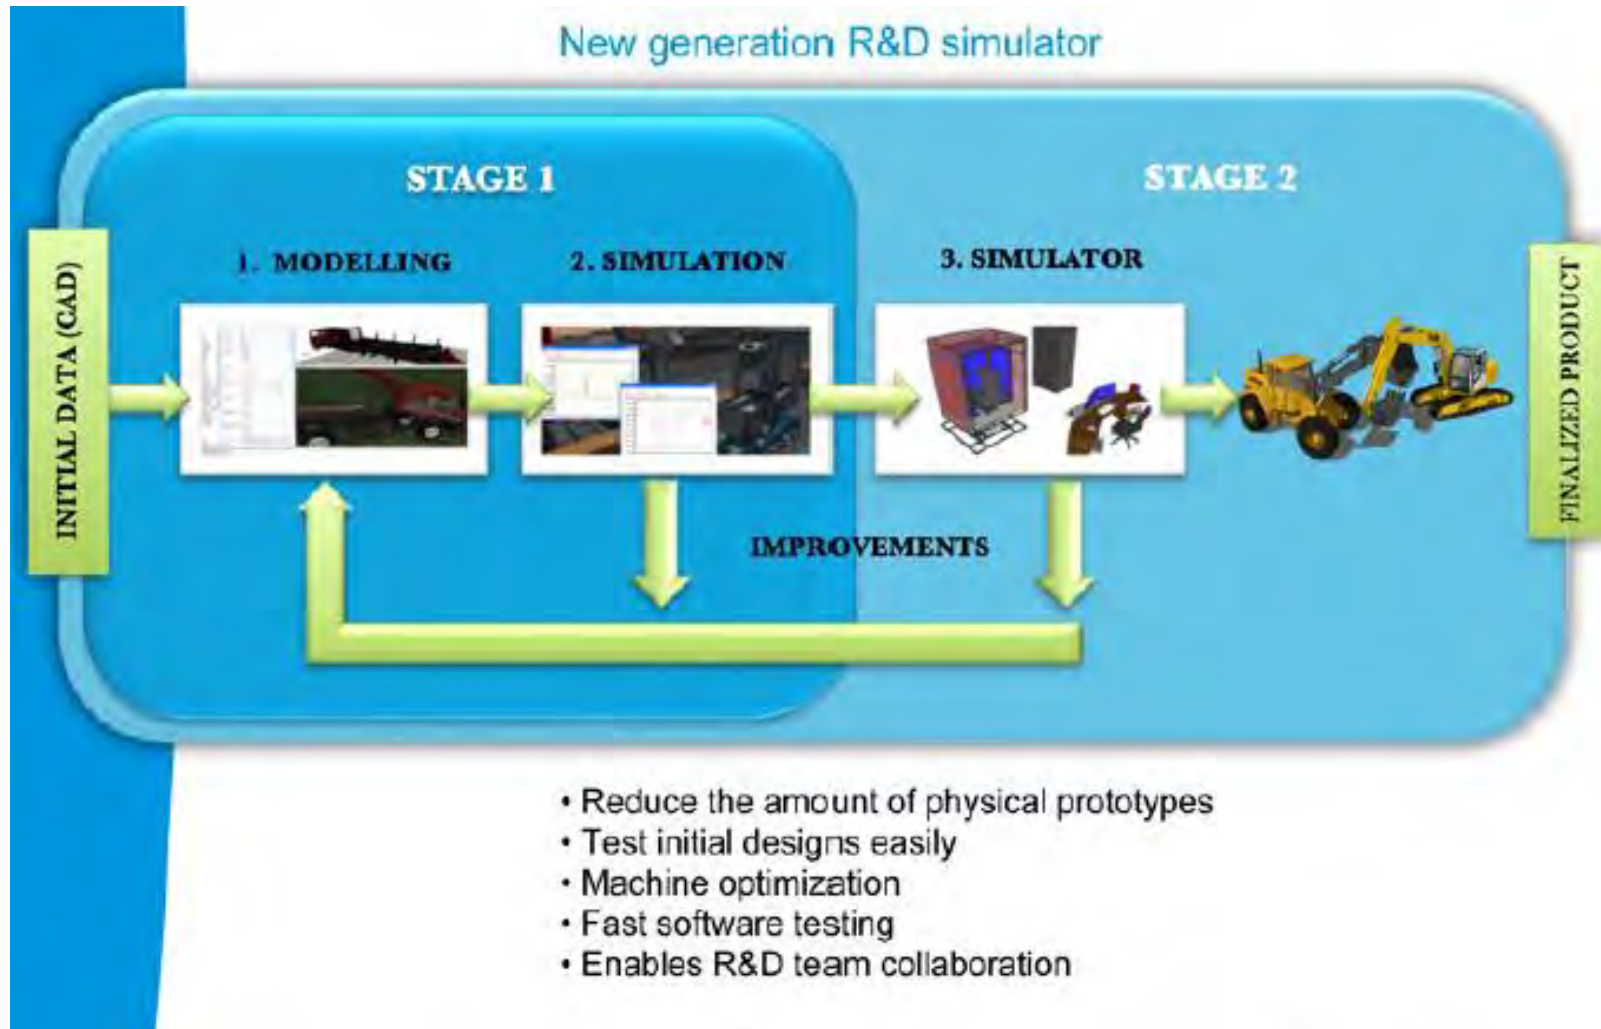 New generation R&D simulator
STAGE 1
STAGE 2
INITIAL DATA (CAD)
1. MODELLING
2. SIMULATION
3. SIMULATOR
FINALIZED PRODUCT
IMPROVEMENTS
• Reduce the amount of physical prototypes
• Test initial designs easily
• Machine optimization
• Fast software testing
• Enables R&D team collaboration